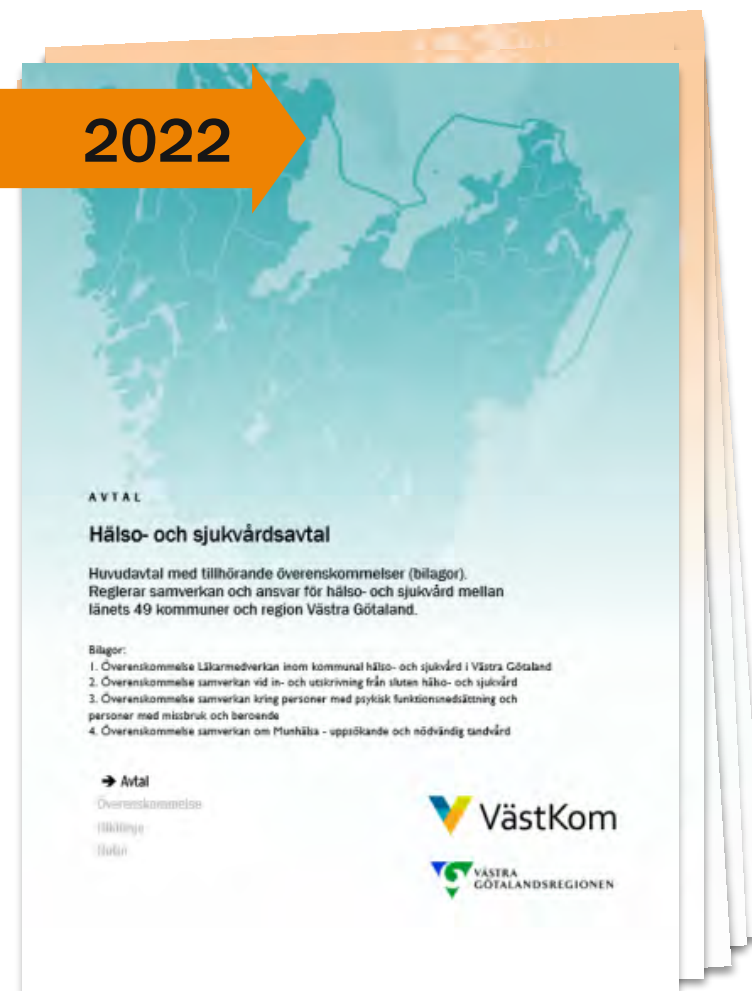 2022
AVTAL
Hälso- och sjukvårdsavtal
Huvudavtal med tillhörande överenskommelser (bilagor).
Reglerar samverkan och ansvar för hälso- och sjukvård mellan
länets 49 kommuner och region Västra Götaland.
Bilagor:
1. Överenskommelse Läkarmedverkan inom kommunal hälso- och sjukvård i Västra Götaland
2. Överenskommelse samverkan vid in- och utskrivning från sluten hälso- och sjukvård
3. Överenskommelse samverkan kring personer med psykisk funktionsnedsättning och
personer med missbruk och beroende
4. Överenskommelse samverkan om Munhälsa - uppsökande och nödvändig tandvård
➔ Avtal
Överenskommelse
Riktlinje
Rutin
VästKom
VÄSTRA
GÖTALANDSREGIONEN